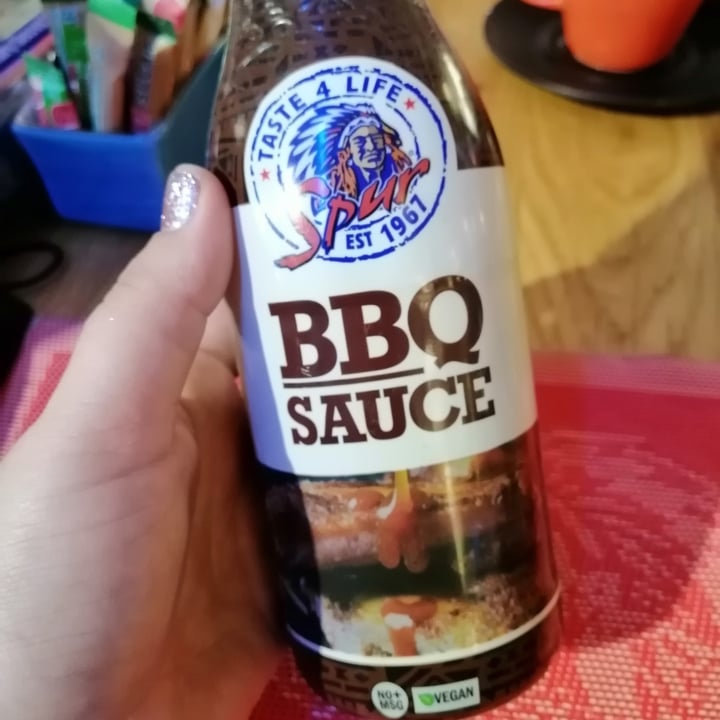 TASTE 4 LIFE
Spur
EST 1967
BBQ
SAUCE
NO+
MSG
VEGAN